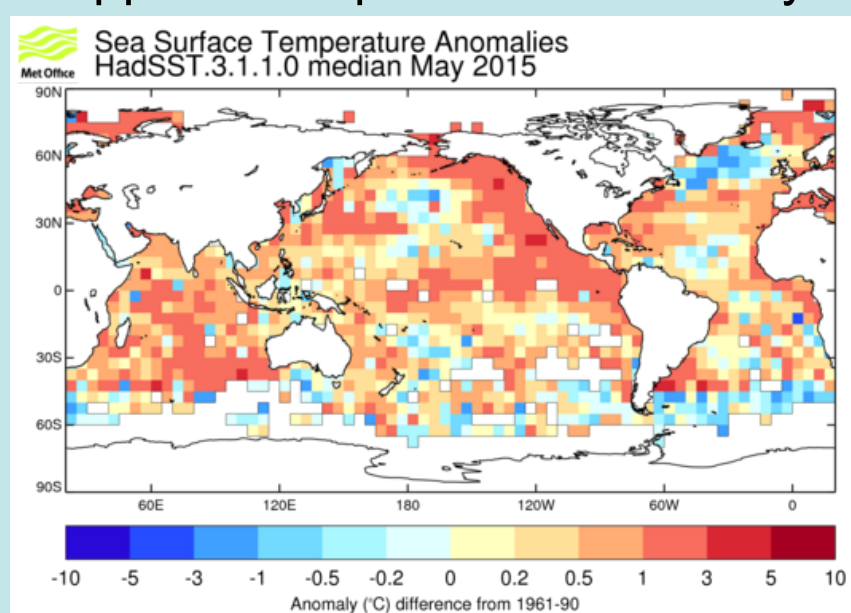 Met Office
Sea Surface Temperature Anomalies
HadSST.3.1.1.0 median May 2015
90N
60N
30N
0
30S
60S
90S
60E 120E 180 120W 60W 0
-10 -5 -3 -1 -0.5 -0.2 0 0.2 0.5 1 3 5 10
Anomaly (°C) difference from 1961-90